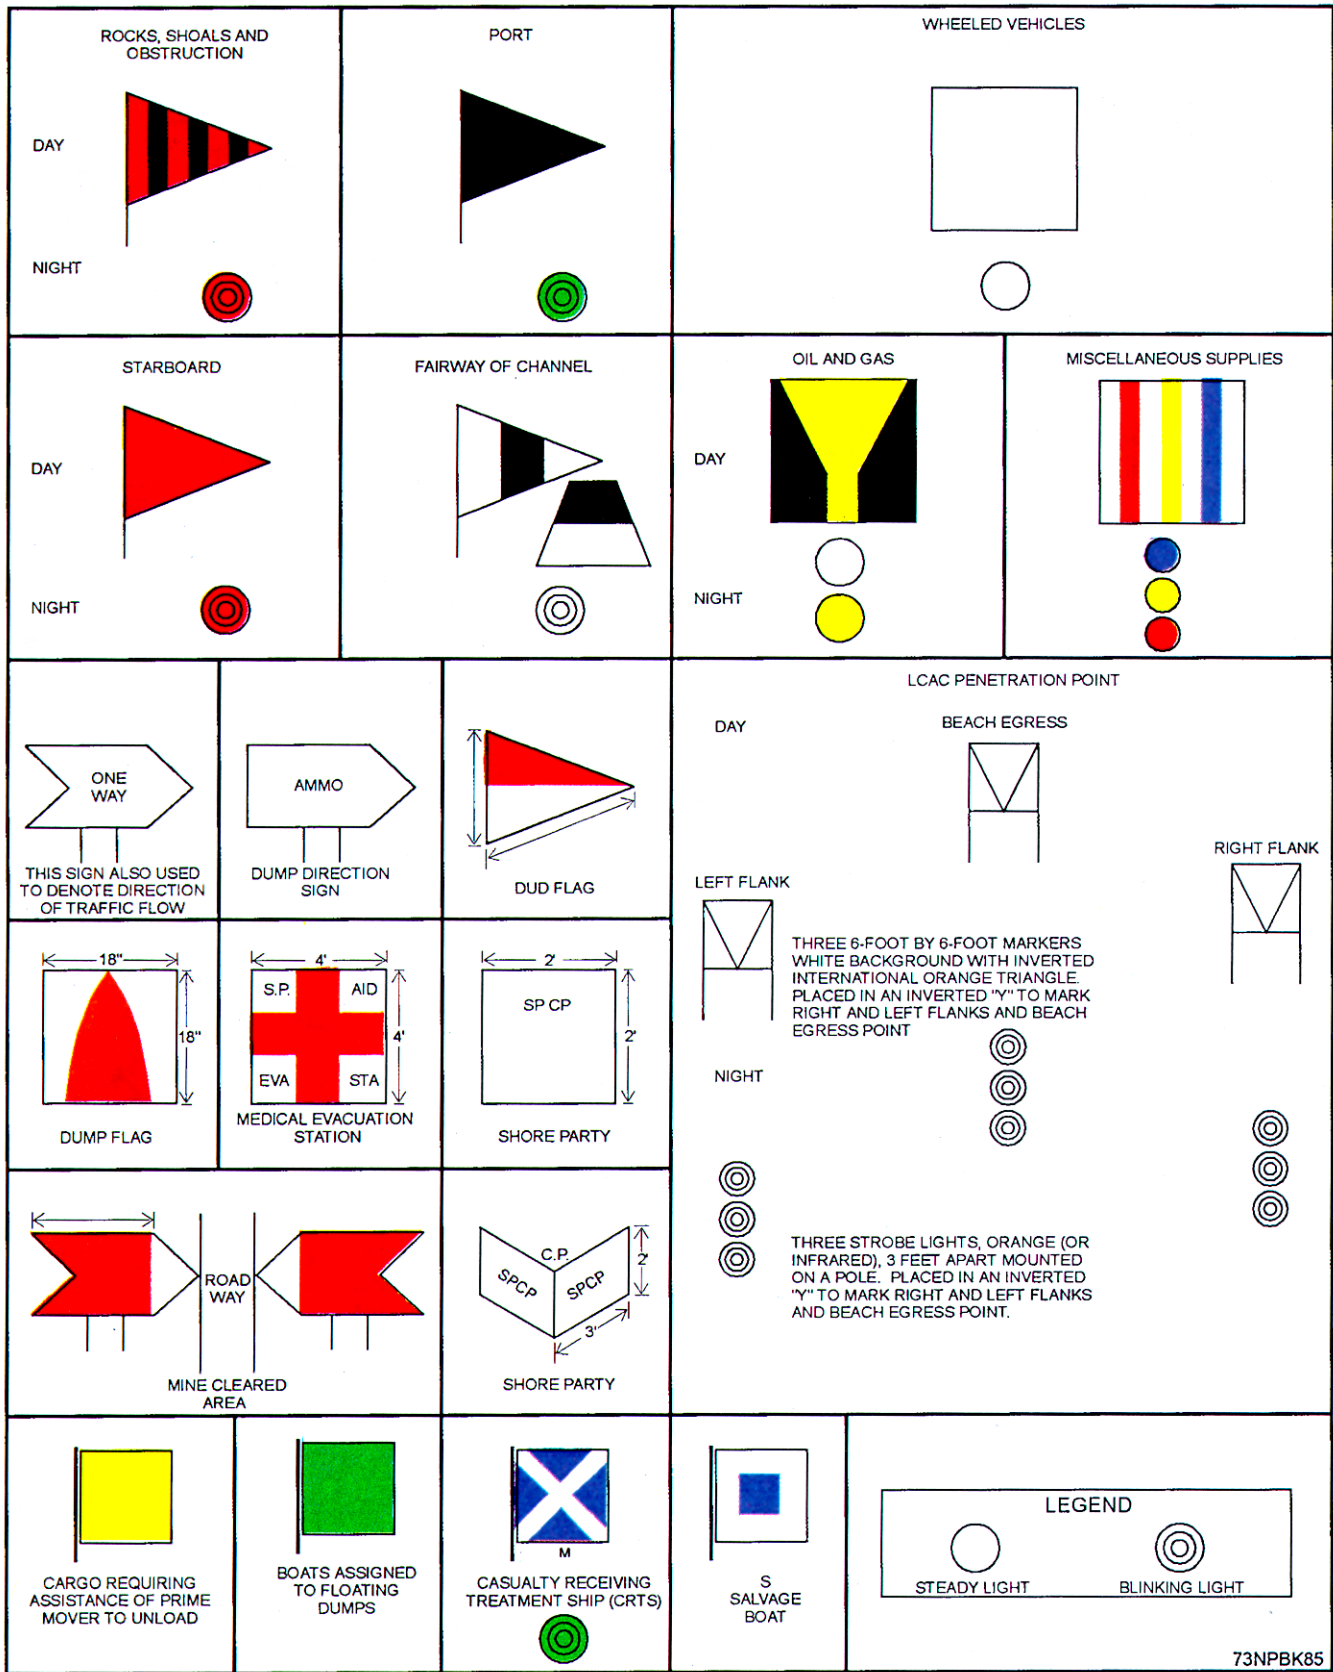 ROCKS, SHOALS AND
OBSTRUCTION
DAY
NIGHT
PORT
WHEELED VEHICLES
STARBOARD
DAY
NIGHT
FAIRWAY OF CHANNEL
OIL AND GAS
DAY
NIGHT
MISCELLANEOUS SUPPLIES
ONE
WAY
THIS SIGN ALSO USED
TO DENOTE DIRECTION
OF TRAFFIC FLOW
AMMO
DUMP DIRECTION
SIGN
DUD FLAG
LCAC PENETRATION POINT
DAY
BEACH EGRESS
LEFT FLANK
RIGHT FLANK
THREE 6-FOOT BY 6-FOOT MARKERS
WHITE BACKGROUND WITH INVERTED
INTERNATIONAL ORANGE TRIANGLE.
PLACED IN AN INVERTED "Y" TO MARK
RIGHT AND LEFT FLANKS AND BEACH
EGRESS POINT
NIGHT
THREE STROBE LIGHTS, ORANGE (OR
INFRARED), 3 FEET APART MOUNTED
ON A POLE. PLACED IN AN INVERTED
"Y" TO MARK RIGHT AND LEFT FLANKS
AND BEACH EGRESS POINT.
18"
18"
DUMP FLAG
4'
S.P. AID
4'
EVA STA
MEDICAL EVACUATION
STATION
2'
SP CP
2'
SHORE PARTY
ROAD
WAY
MINE CLEARED
AREA
C.P.
2'
SPCP SPCP
3'
SHORE PARTY
CARGO REQUIRING
ASSISTANCE OF PRIME
MOVER TO UNLOAD
BOATS ASSIGNED
TO FLOATING
DUMPS
M
CASUALTY RECEIVING
TREATMENT SHIP (CRTS)
S
SALVAGE
BOAT
LEGEND
STEADY LIGHT
BLINKING LIGHT
73NPBK85